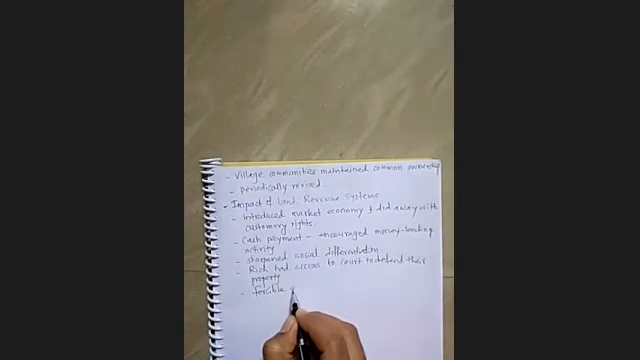 - Village communities maintained common ownership
- periodically revised.
- Impact of Land Revenue Systems
- Introduced market economy & did away with
customary rights.
- Cash payment - encouraged money-lending
activity
- sharpened social differentiation
- Rich had access to court to defend their
property
- forcible